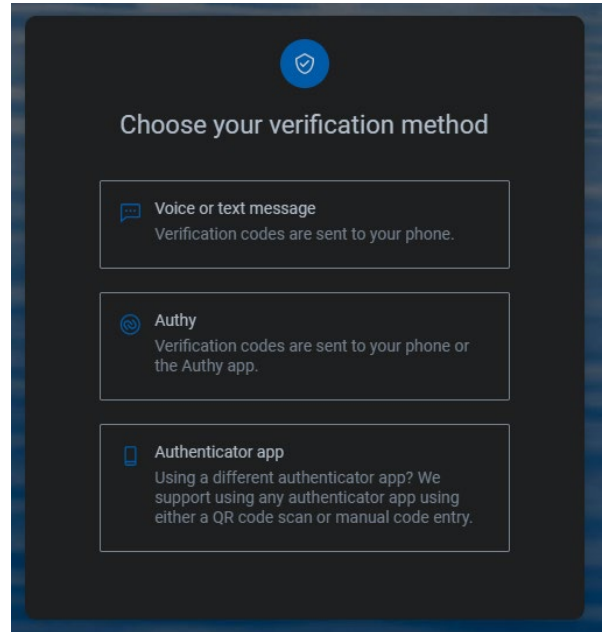 Choose your verification method
Voice or text message
Verification codes are sent to your phone.
Authy
Verification codes are sent to your phone or
the Authy app.
Authenticator app
Using a different authenticator app? We
support using any authenticator app using
either a QR code scan or manual code entry.